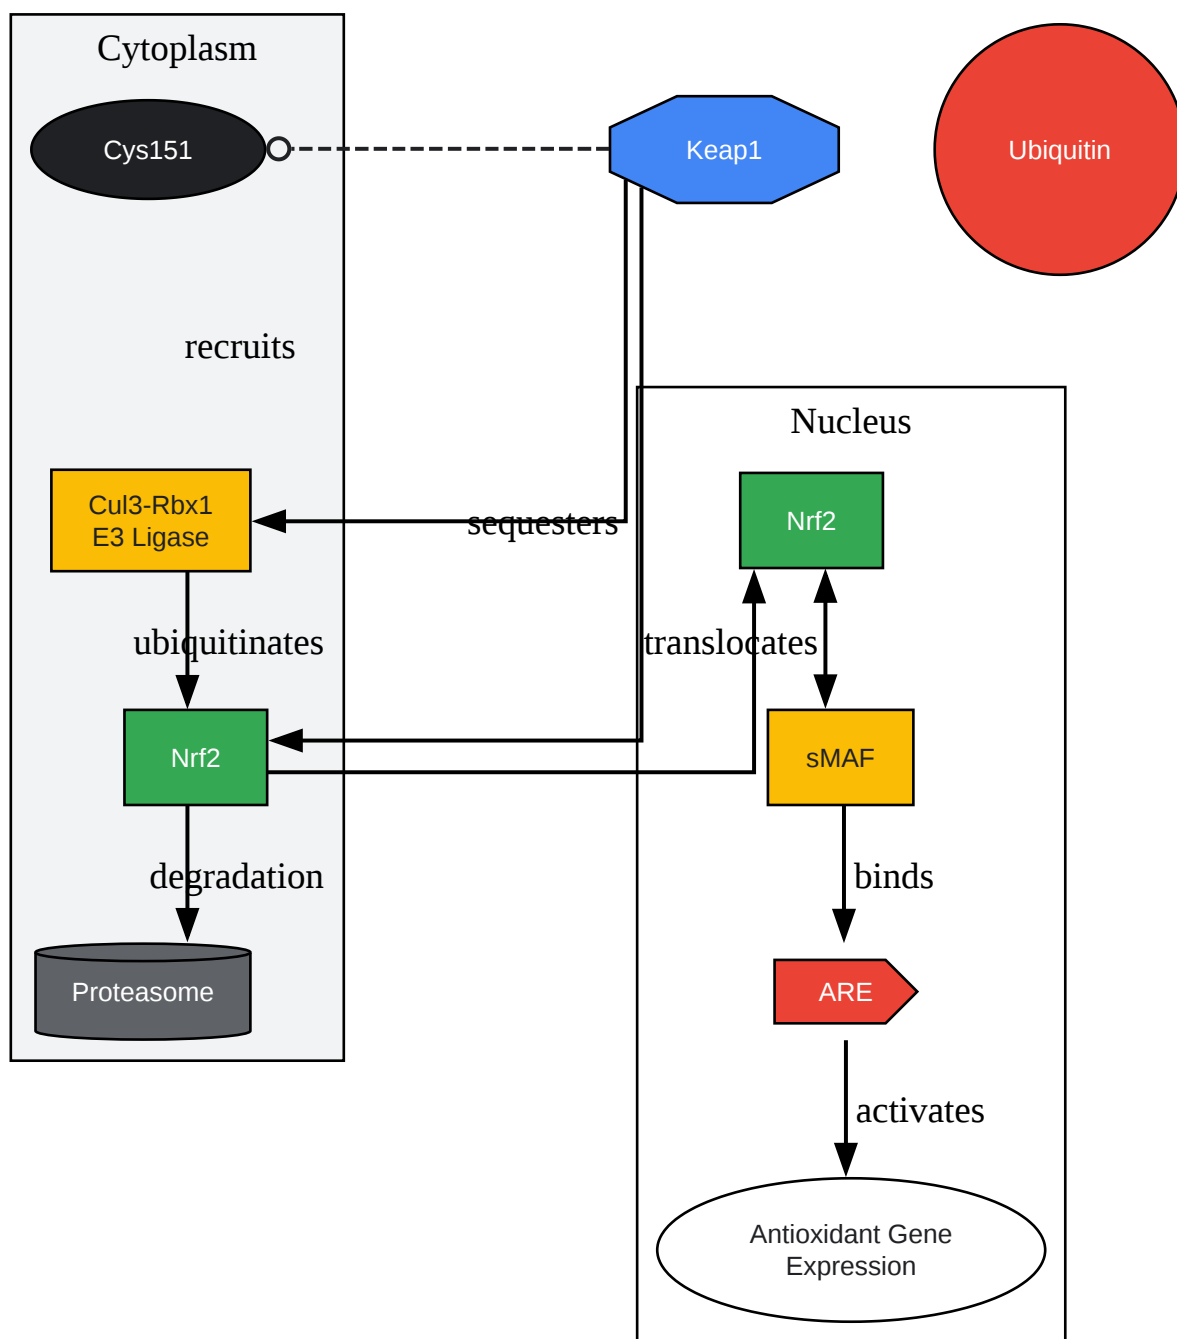 Cytoplasm
Cys151
Keap1
Ubiquitin
recruits
Nucleus
Cul3-Rbx1
E3 Ligase
sequesters
Nrf2
ubiquitinates
translocates
Nrf2
sMAF
degradation
binds
Proteasome
ARE
activates
Antioxidant Gene
Expression